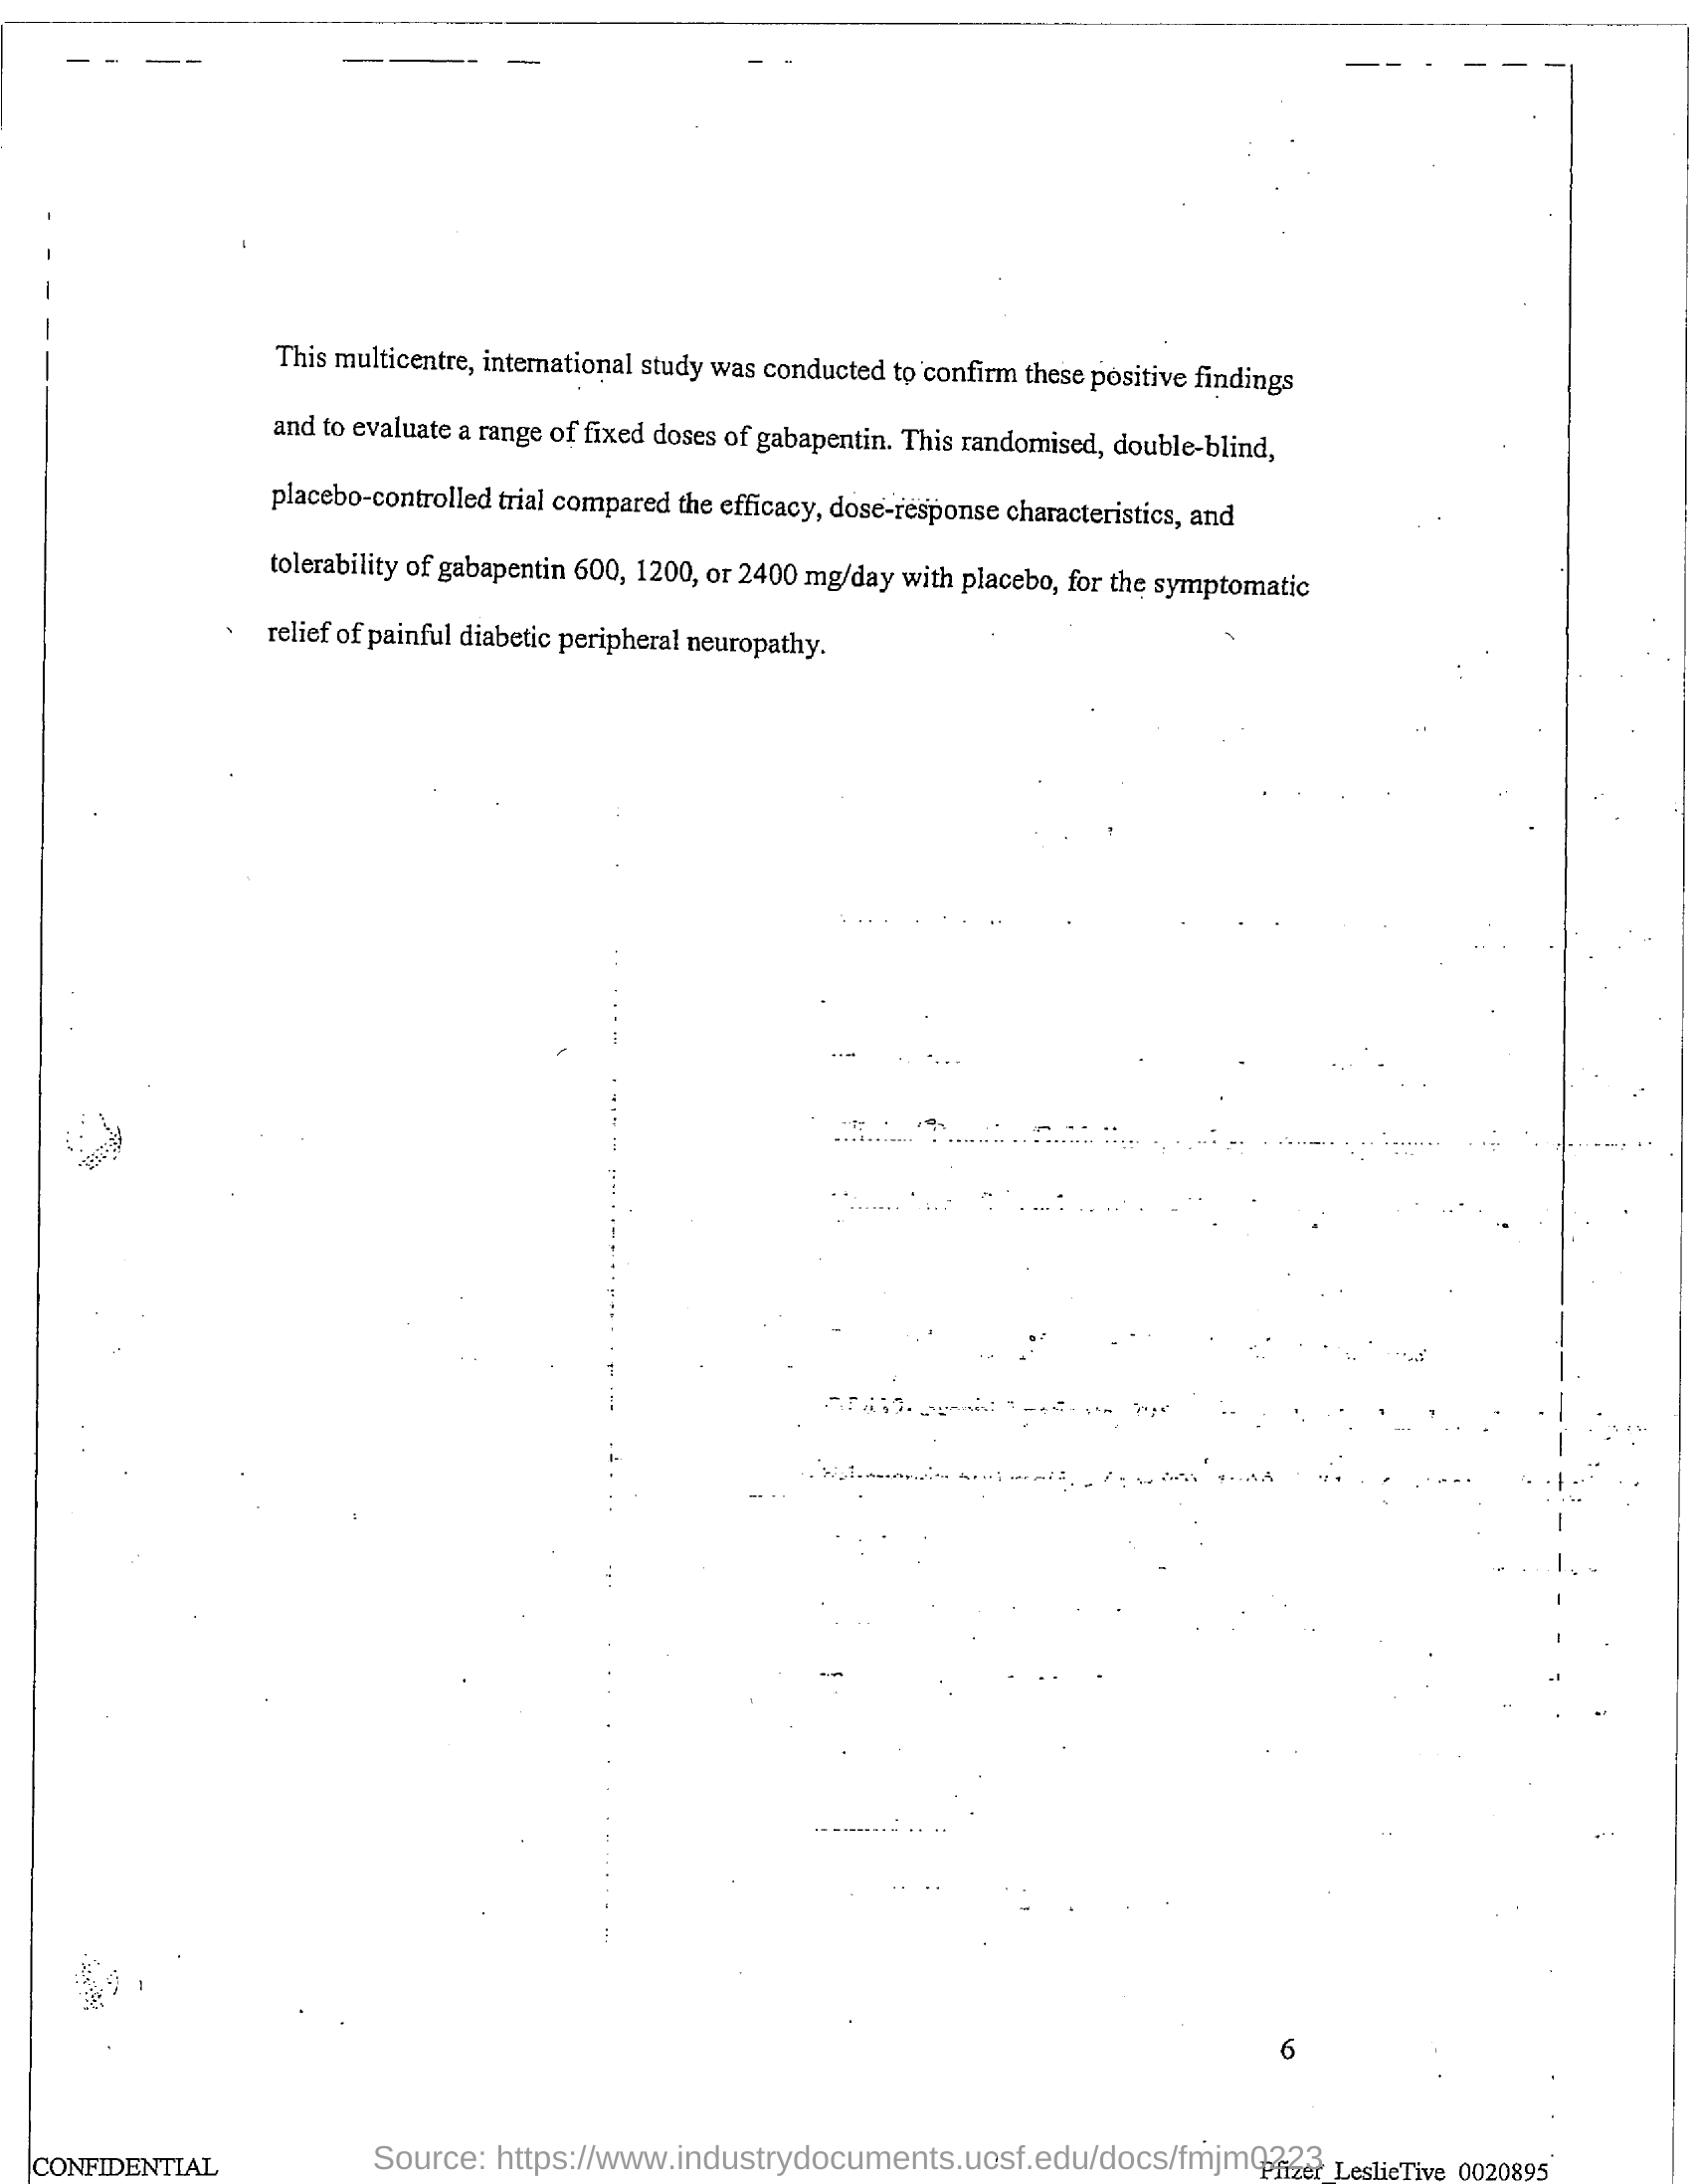 This multicentre, international study was conducted to confirm these positive findings
and to evaluate a range of fixed doses of gabapentin. This randomised, double-blind,
placebo-controlled trial compared the efficacy, dose-response characteristics, and
tolerability of gabapentin 600, 1200, or 2400 mg/day with placebo, for the symptomatic
relief of painful diabetic peripheral neuropathy.
6
CONFIDENTIAL
Source: https://www.industrydocuments.ucsf.edu/docs/fmjm0223
Pfizer_LeslieTive_0020895